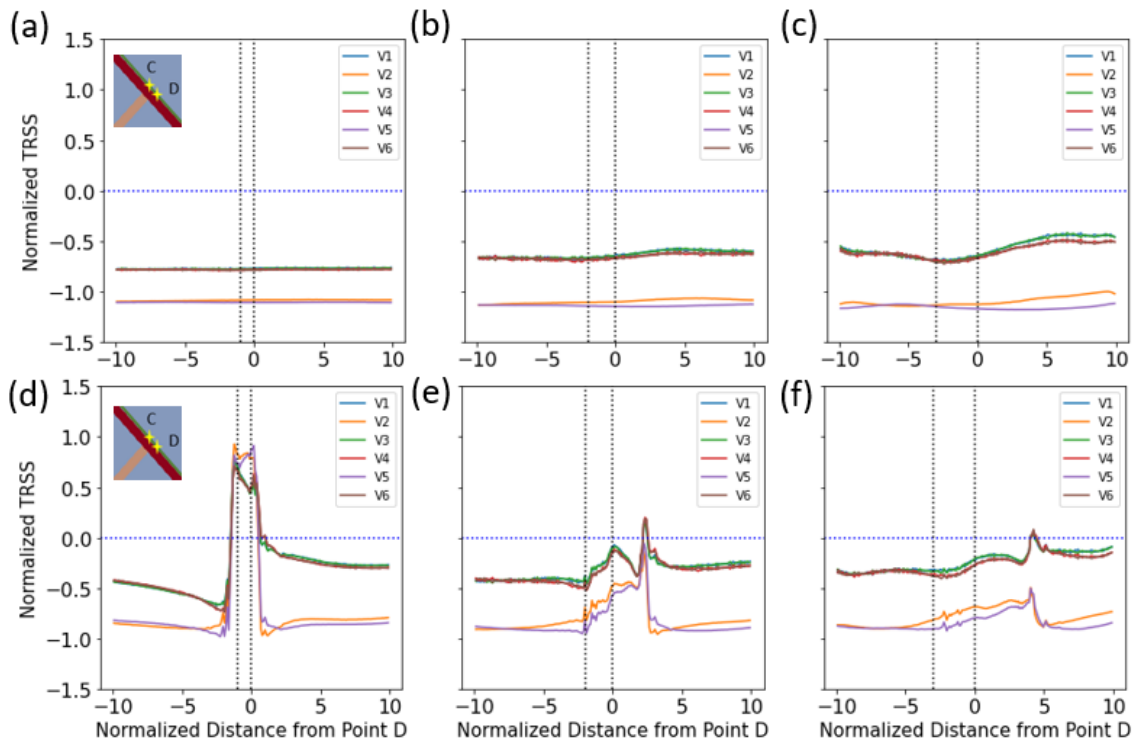 (a) (b) (c)
1.5
1.0
0.5
0.0
−0.5
−1.0
−1.5
Normalized TRSS
C
D
V1
V2
V3
V4
V5
V6
V1
V2
V3
V4
V5
V6
V1
V2
V3
V4
V5
V6
−10 −5 0 5 10
−10 −5 0 5 10
−10 −5 0 5 10
(d) (e) (f)
1.5
1.0
0.5
0.0
−0.5
−1.0
−1.5
Normalized TRSS
C
D
V1
V2
V3
V4
V5
V6
V1
V2
V3
V4
V5
V6
V1
V2
V3
V4
V5
V6
−10 −5 0 5 10
−10 −5 0 5 10
−10 −5 0 5 10
Normalized Distance from Point D
Normalized Distance from Point D
Normalized Distance from Point D